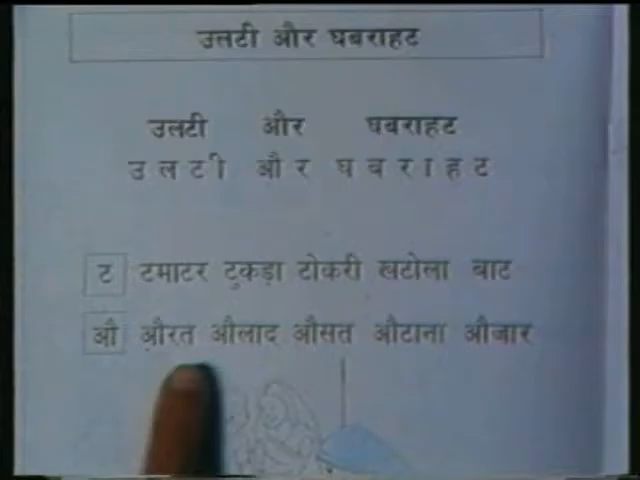 उलटी और घबराहट
उलटी और घबराहट
उ ल ट ी औ र घ ब र ा ह ट
ट टमाटर टुकड़ा टोकरी खटोला बाट
औ औरत औलाद औसत औटाना औजार